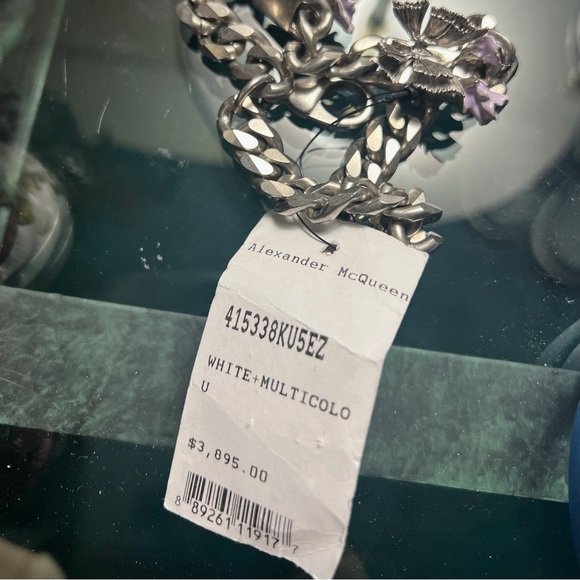 Alexander McQueen
415338KU5EZ
WHITE+MULTICOLO
U
$3,895.00
8 89261 11917 7